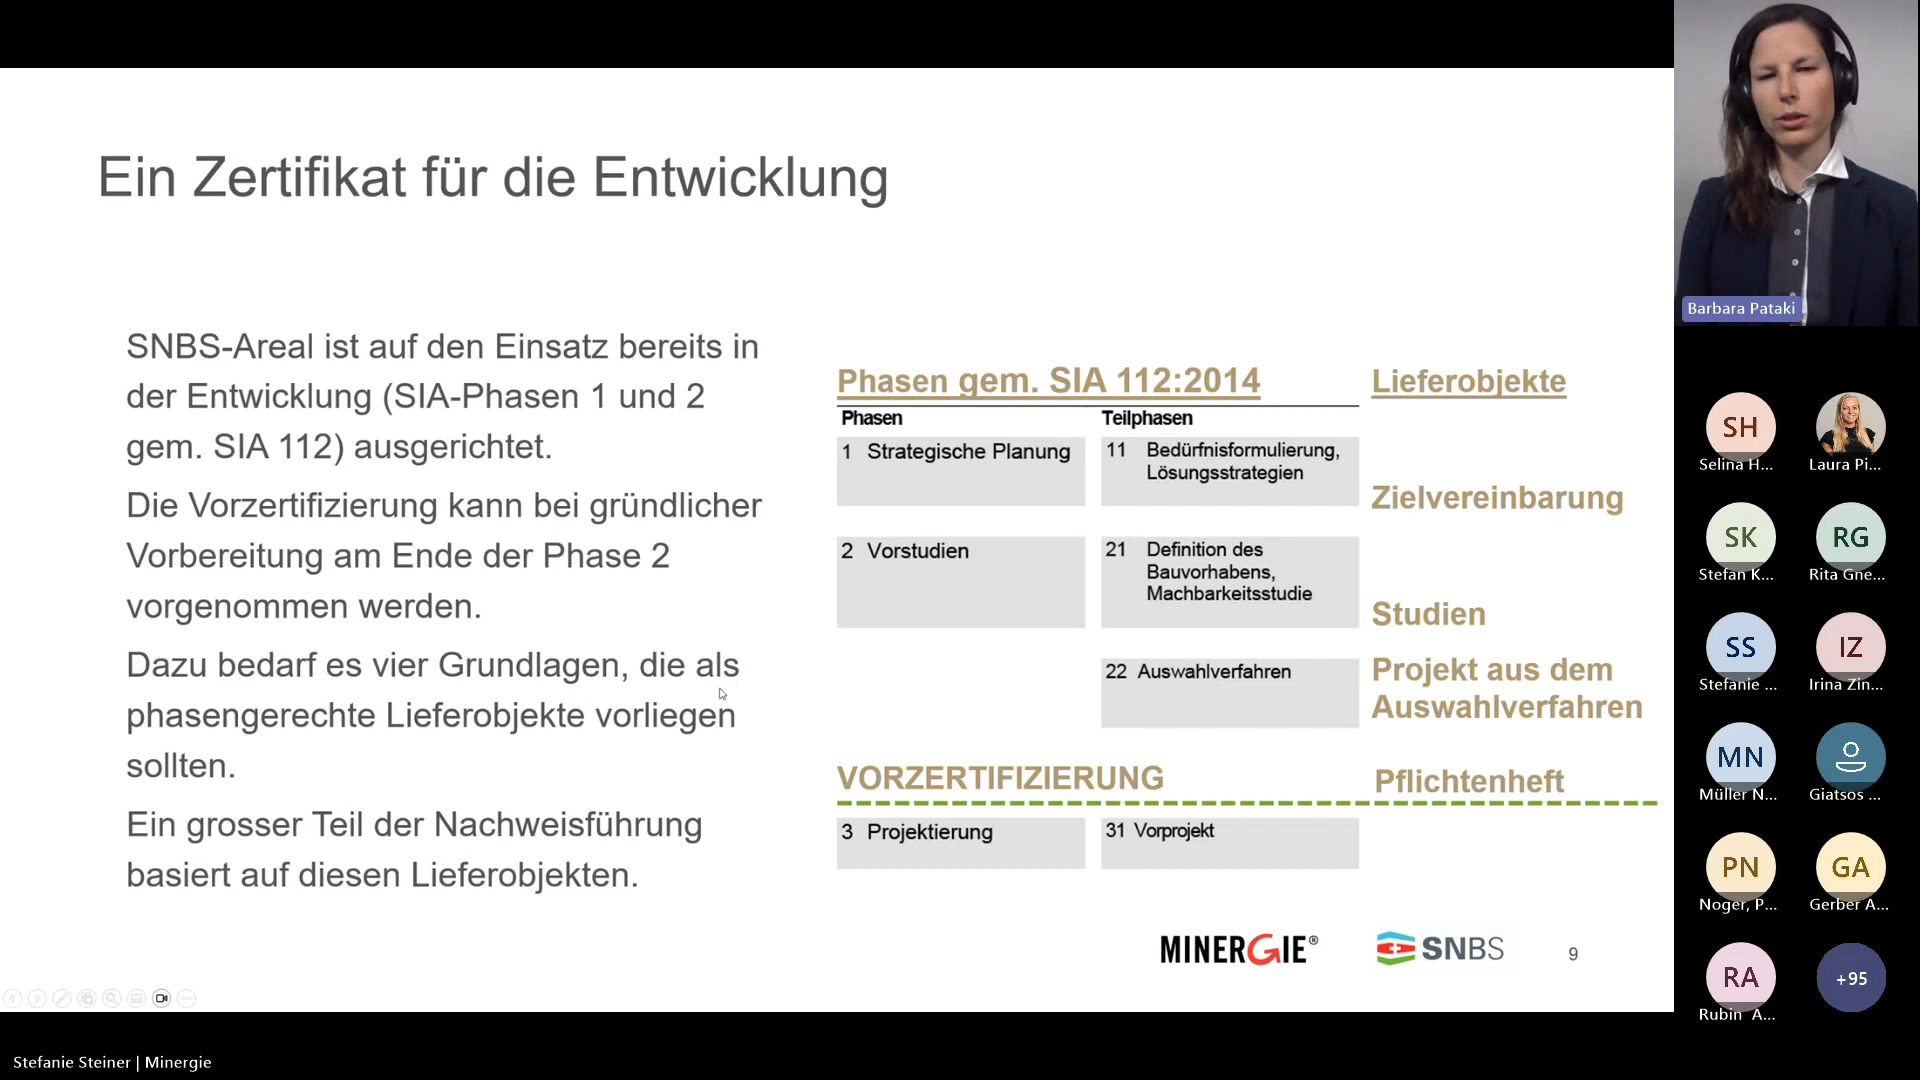 Ein Zertifikat für die Entwicklung
SNBS-Areal ist auf den Einsatz bereits in
der Entwicklung (SIA-Phasen 1 und 2
gem. SIA 112) ausgerichtet.
Die Vorzertifizierung kann bei gründlicher
Vorbereitung am Ende der Phase 2
vorgenommen werden.
Dazu bedarf es vier Grundlagen, die als
phasengerechte Lieferobjekte vorliegen
sollten.
Ein grosser Teil der Nachweisführung
basiert auf diesen Lieferobjekten.
Phasen gem. SIA 112:2014
Lieferobjekte
Phasen
Teilphasen
1 Strategische Planung
11 Bedürfnisformulierung,
Lösungsstrategien
Zielvereinbarung
2 Vorstudien
21 Definition des
Bauvorhabens,
Machbarkeitsstudie
Studien
22 Auswahlverfahren
Projekt aus dem
Auswahlverfahren
VORZERTIFIZIERUNG
Pflichtenheft
3 Projektierung
31 Vorprojekt
MINERGIE®
SNBS
9
Barbara Pataki
SH
Selina H...
Laura Pi...
SK
Stefan K...
RG
Rita Gne...
SS
Stefanie ...
IZ
Irina Zin...
MN
Müller N...
Giatsos ...
PN
Noger, P...
GA
Gerber A...
RA
Rubin A...
+95
Stefanie Steiner | Minergie